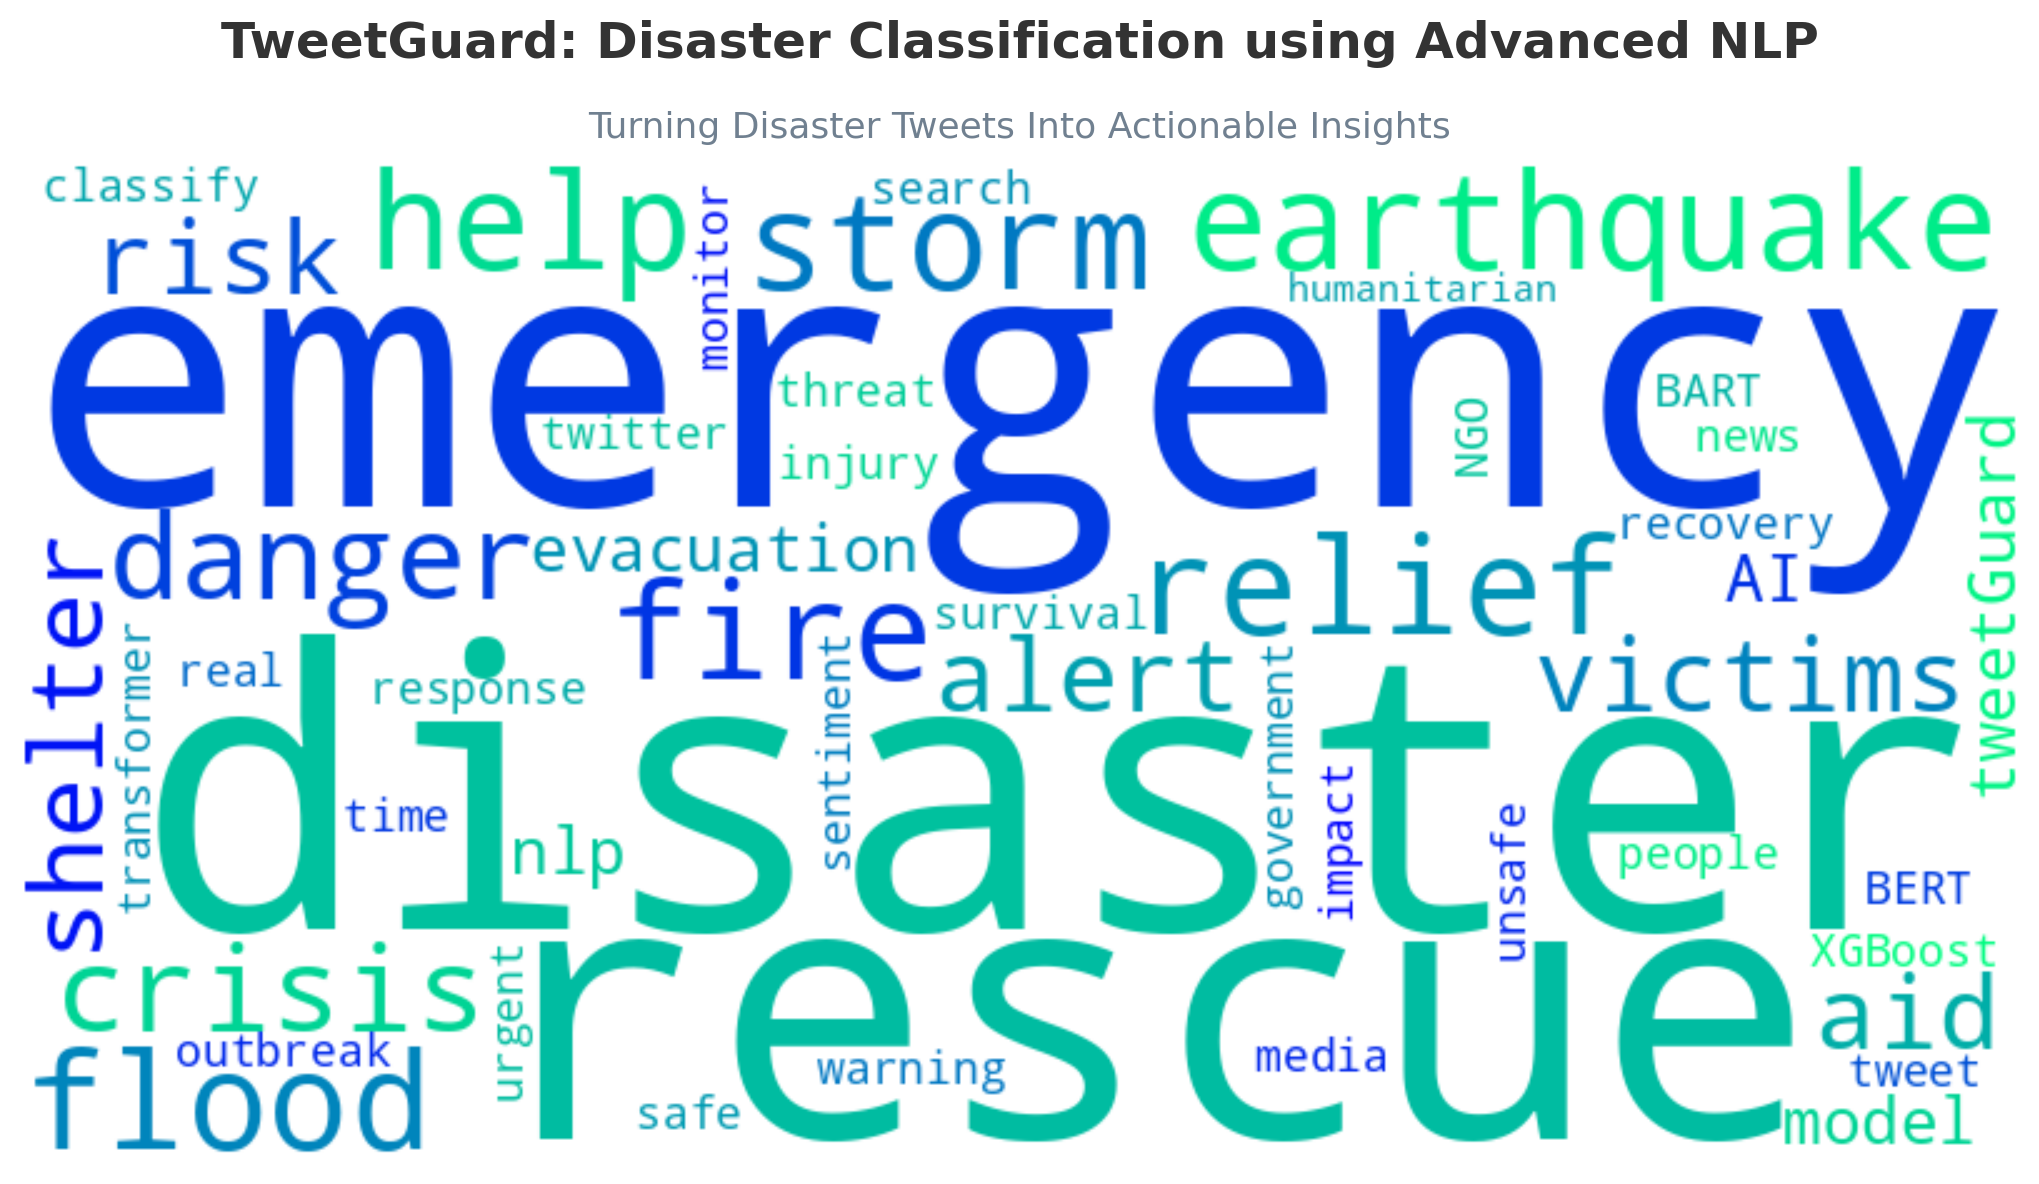 TweetGuard: Disaster Classification using Advanced NLP
Turning Disaster Tweets Into Actionable Insights
classify
help
search
earthquake
risk
monitor
storm
humanitarian
emergency
threat
BART
twitter
NGO
news
injury
tweetGuard
danger
evacuation
recovery
relief
AI
shelter
fire
survival
transformer
real
response
sentiment
alert
government
victims
disaster
time
nlp
impact
unsafe
people
BERT
crisis
urgent
rescue
XGBoost
aid
outbreak
flood
warning
media
tweet
safe
model